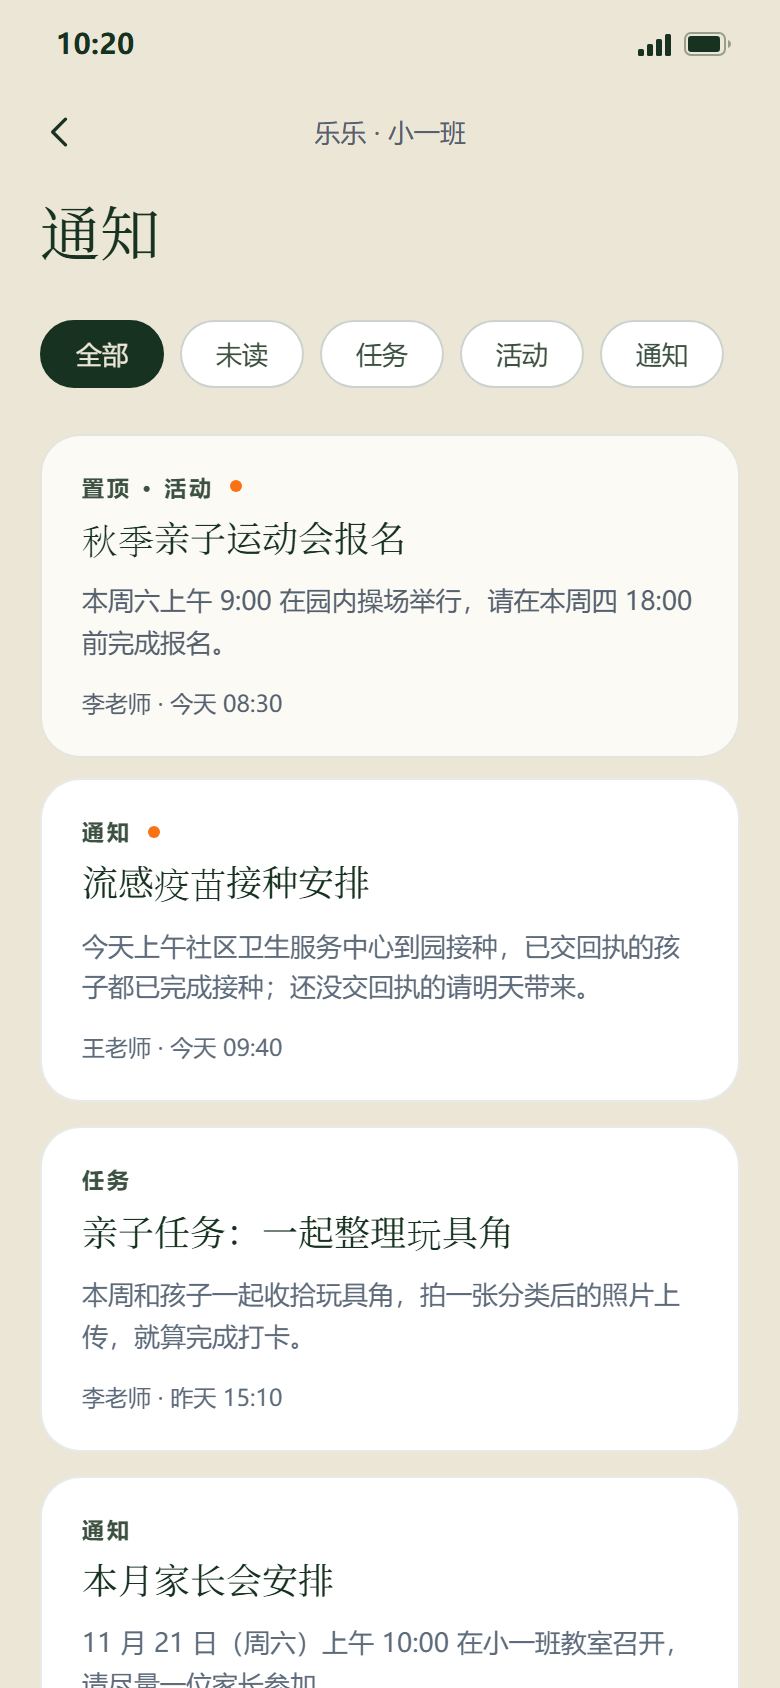 10:20
乐乐 · 小一班
通知
全部 未读 任务 活动 通知
置顶 · 活动
秋季亲子运动会报名
本周六上午 9:00 在园内操场举行，请在本周四 18:00
前完成报名。
李老师 · 今天 08:30
通知
流感疫苗接种安排
今天上午社区卫生服务中心到园接种，已交回执的孩
子都已完成接种；还没交回执的请明天带来。
王老师 · 今天 09:40
任务
亲子任务：一起整理玩具角
本周和孩子一起收拾玩具角，拍一张分类后的照片上
传，就算完成打卡。
李老师 · 昨天 15:10
通知
本月家长会安排
11 月 21 日（周六）上午 10:00 在小一班教室召开，
请尽量一位家长参加